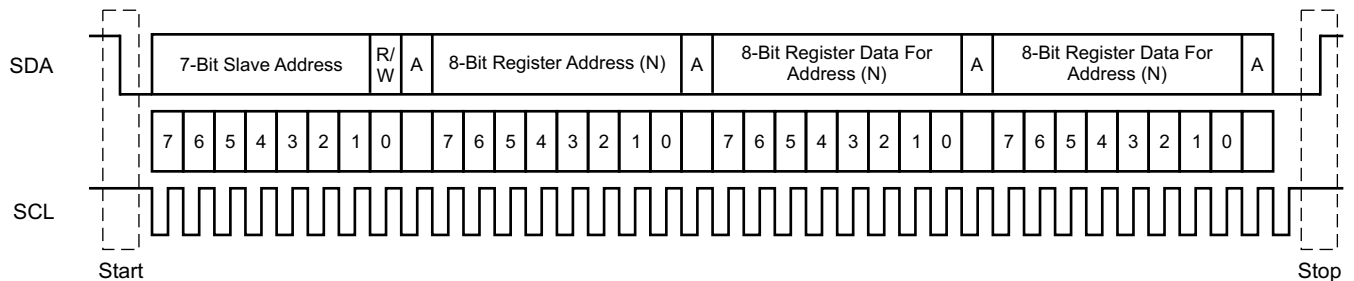 SDA
7-Bit Slave Address
R/
W
A
8-Bit Register Address (N)
A
8-Bit Register Data For
Address (N)
A
8-Bit Register Data For
Address (N)
A
7 6 5 4 3 2 1 0 7 6 5 4 3 2 1 0 7 6 5 4 3 2 1 0 7 6 5 4 3 2 1 0
SCL
Start
Stop